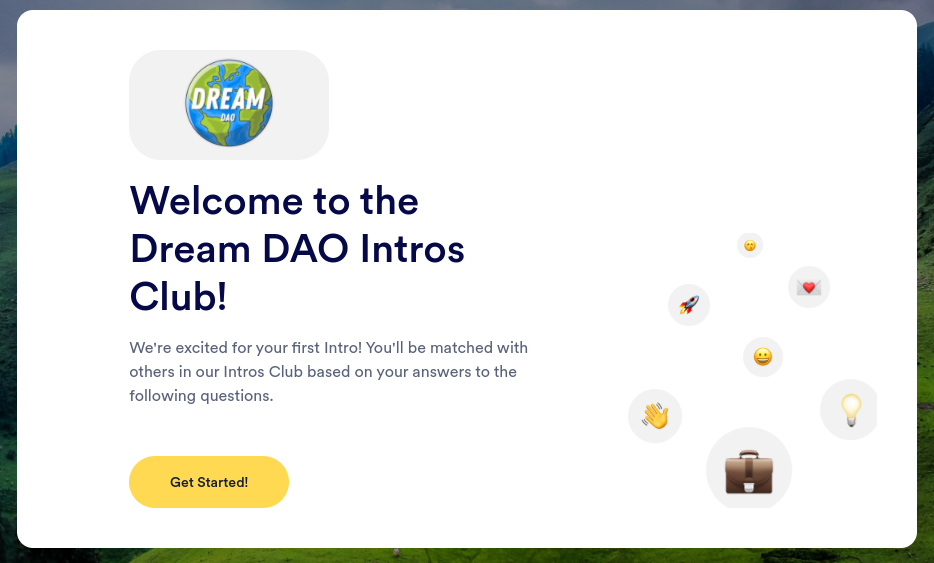 DREAM
DAO
Welcome to the
Dream DAO Intros
Club!
We're excited for your first Intro! You'll be matched with
others in our Intros Club based on your answers to the
following questions.
Get Started!